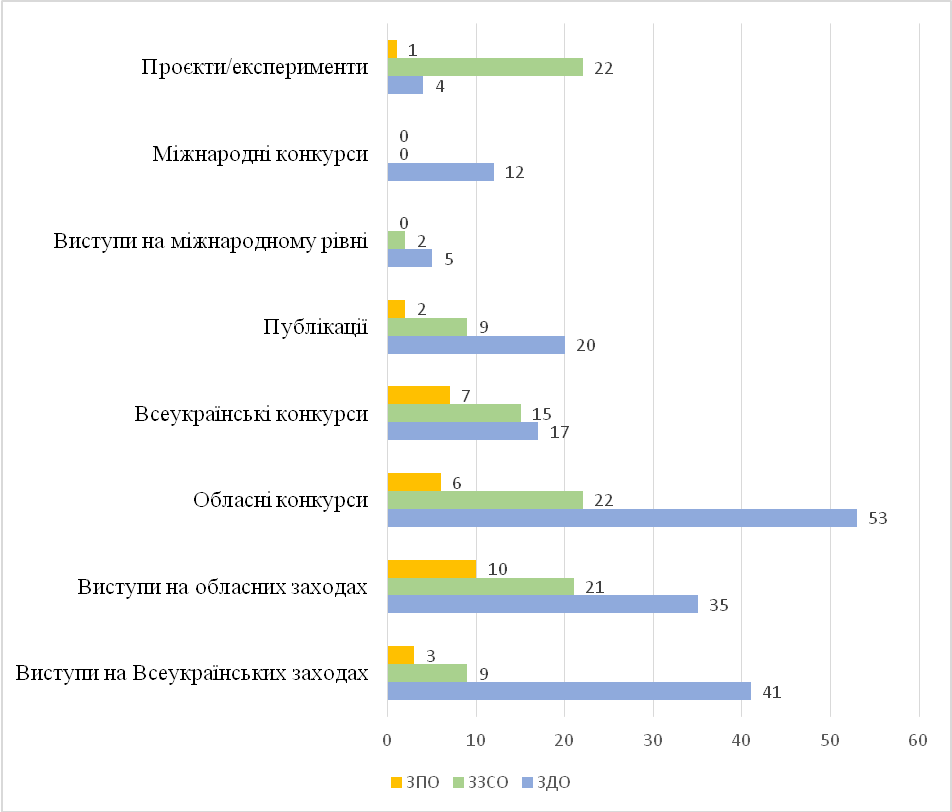 1
Проєкти/експерименти 22
4
0
Міжнародні конкурси 0
12
0
Виступи на міжнародному рівні 2
5
2
Публікації 9
20
7
Всеукраїнські конкурси 15
17
6
Обласні конкурси 22
53
10
Виступи на обласних заходах 21
35
3
Виступи на Всеукраїнських заходах 9
41
0 10 20 30 40 50 60
ЗПО ЗЗСО ЗДО